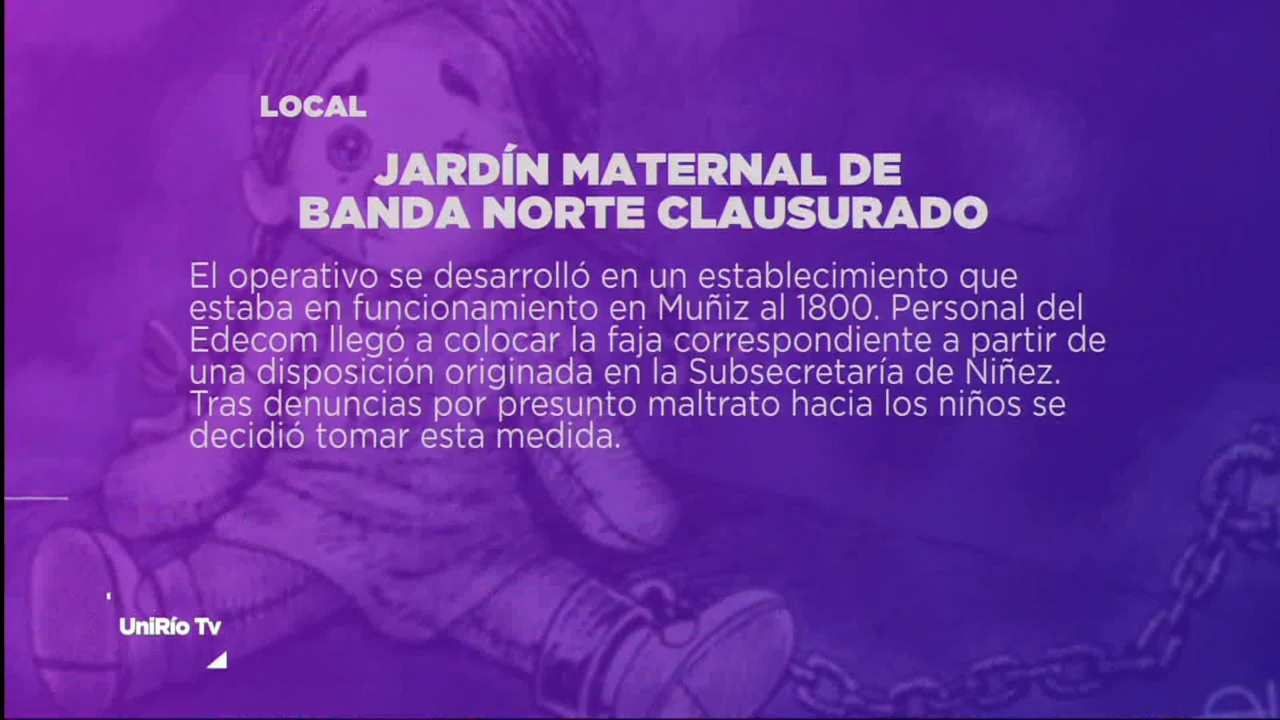 LOCAL
JARDÍN MATERNAL DE
BANDA NORTE CLAUSURADO
El operativo se desarrolló en un establecimiento que
estaba en funcionamiento en Muñiz al 1800. Personal del
Edecom llegó a colocar la faja correspondiente a partir de
una disposición originada en la Subsecretaría de Niñez.
Tras denuncias por presunto maltrato hacia los niños se
decidió tomar esta medida.
UniRío Tv